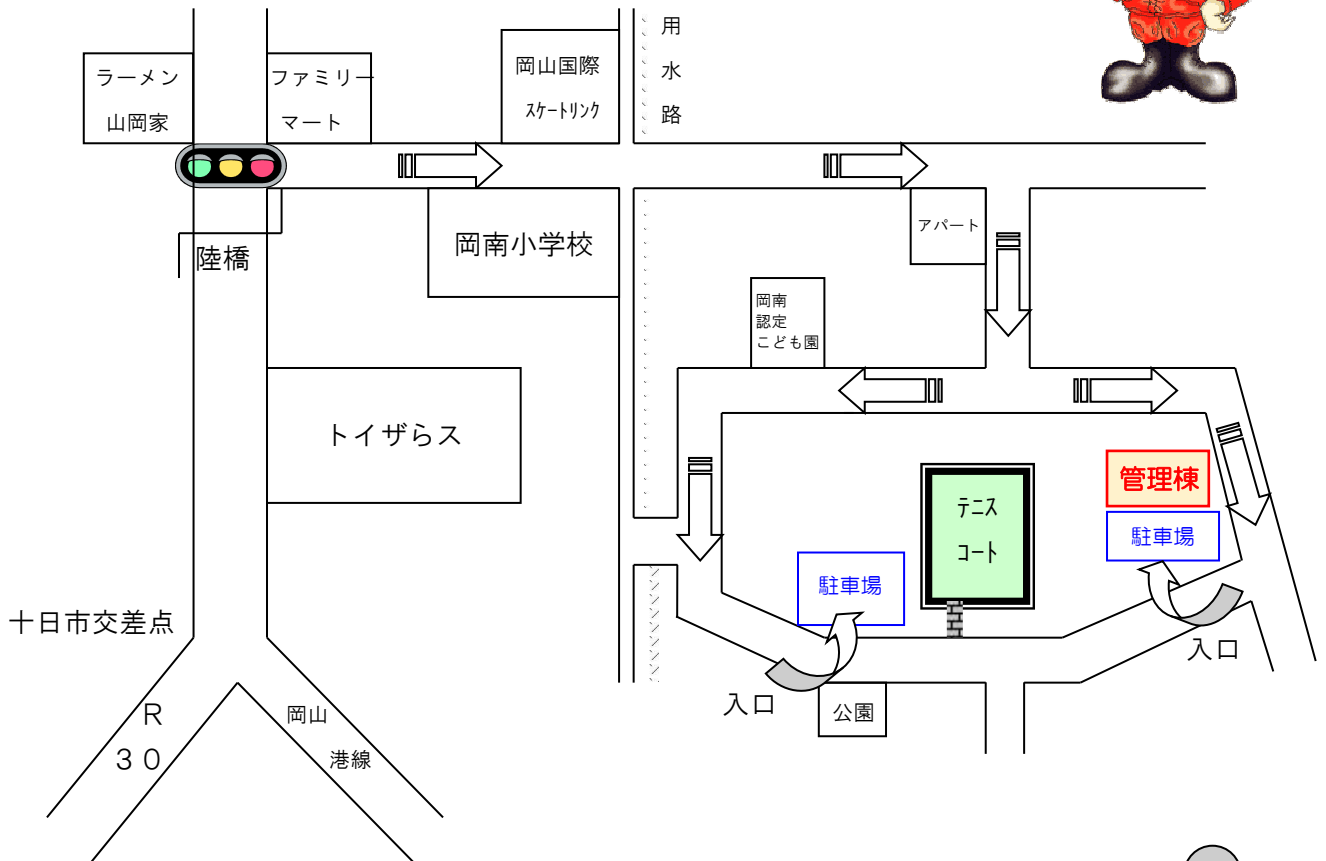 用
水
路
ラーメン
山岡家
ファミリー
マート
岡山国際
ｽｹｰﾄﾘﾝｸ
陸橋
岡南小学校
アパート
岡南
認定
こども園
トイザらス
管理棟
駐車場
ﾃﾆｽ
ｺｰﾄ
駐車場
十日市交差点
入口
入口
Ｒ
３０
岡山
港線
公園